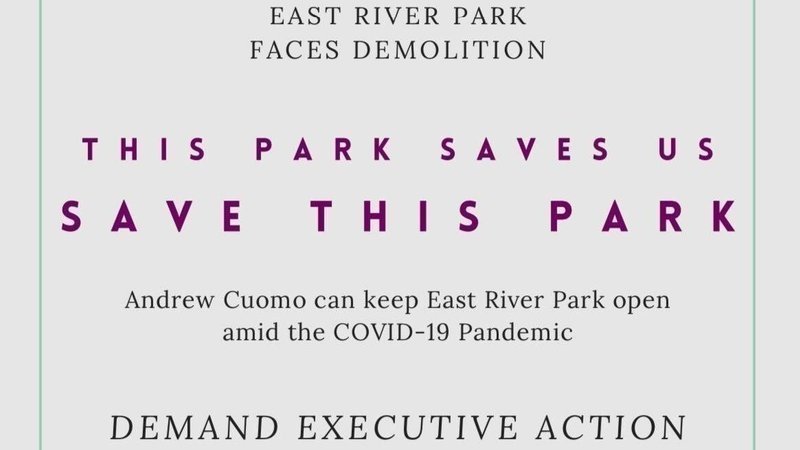 EAST RIVER PARK
FACES DEMOLITION
THIS PARK SAVES US
SAVE THIS PARK
Andrew Cuomo can keep East River Park open
amid the COVID-19 Pandemic
DEMAND EXECUTIVE ACTION